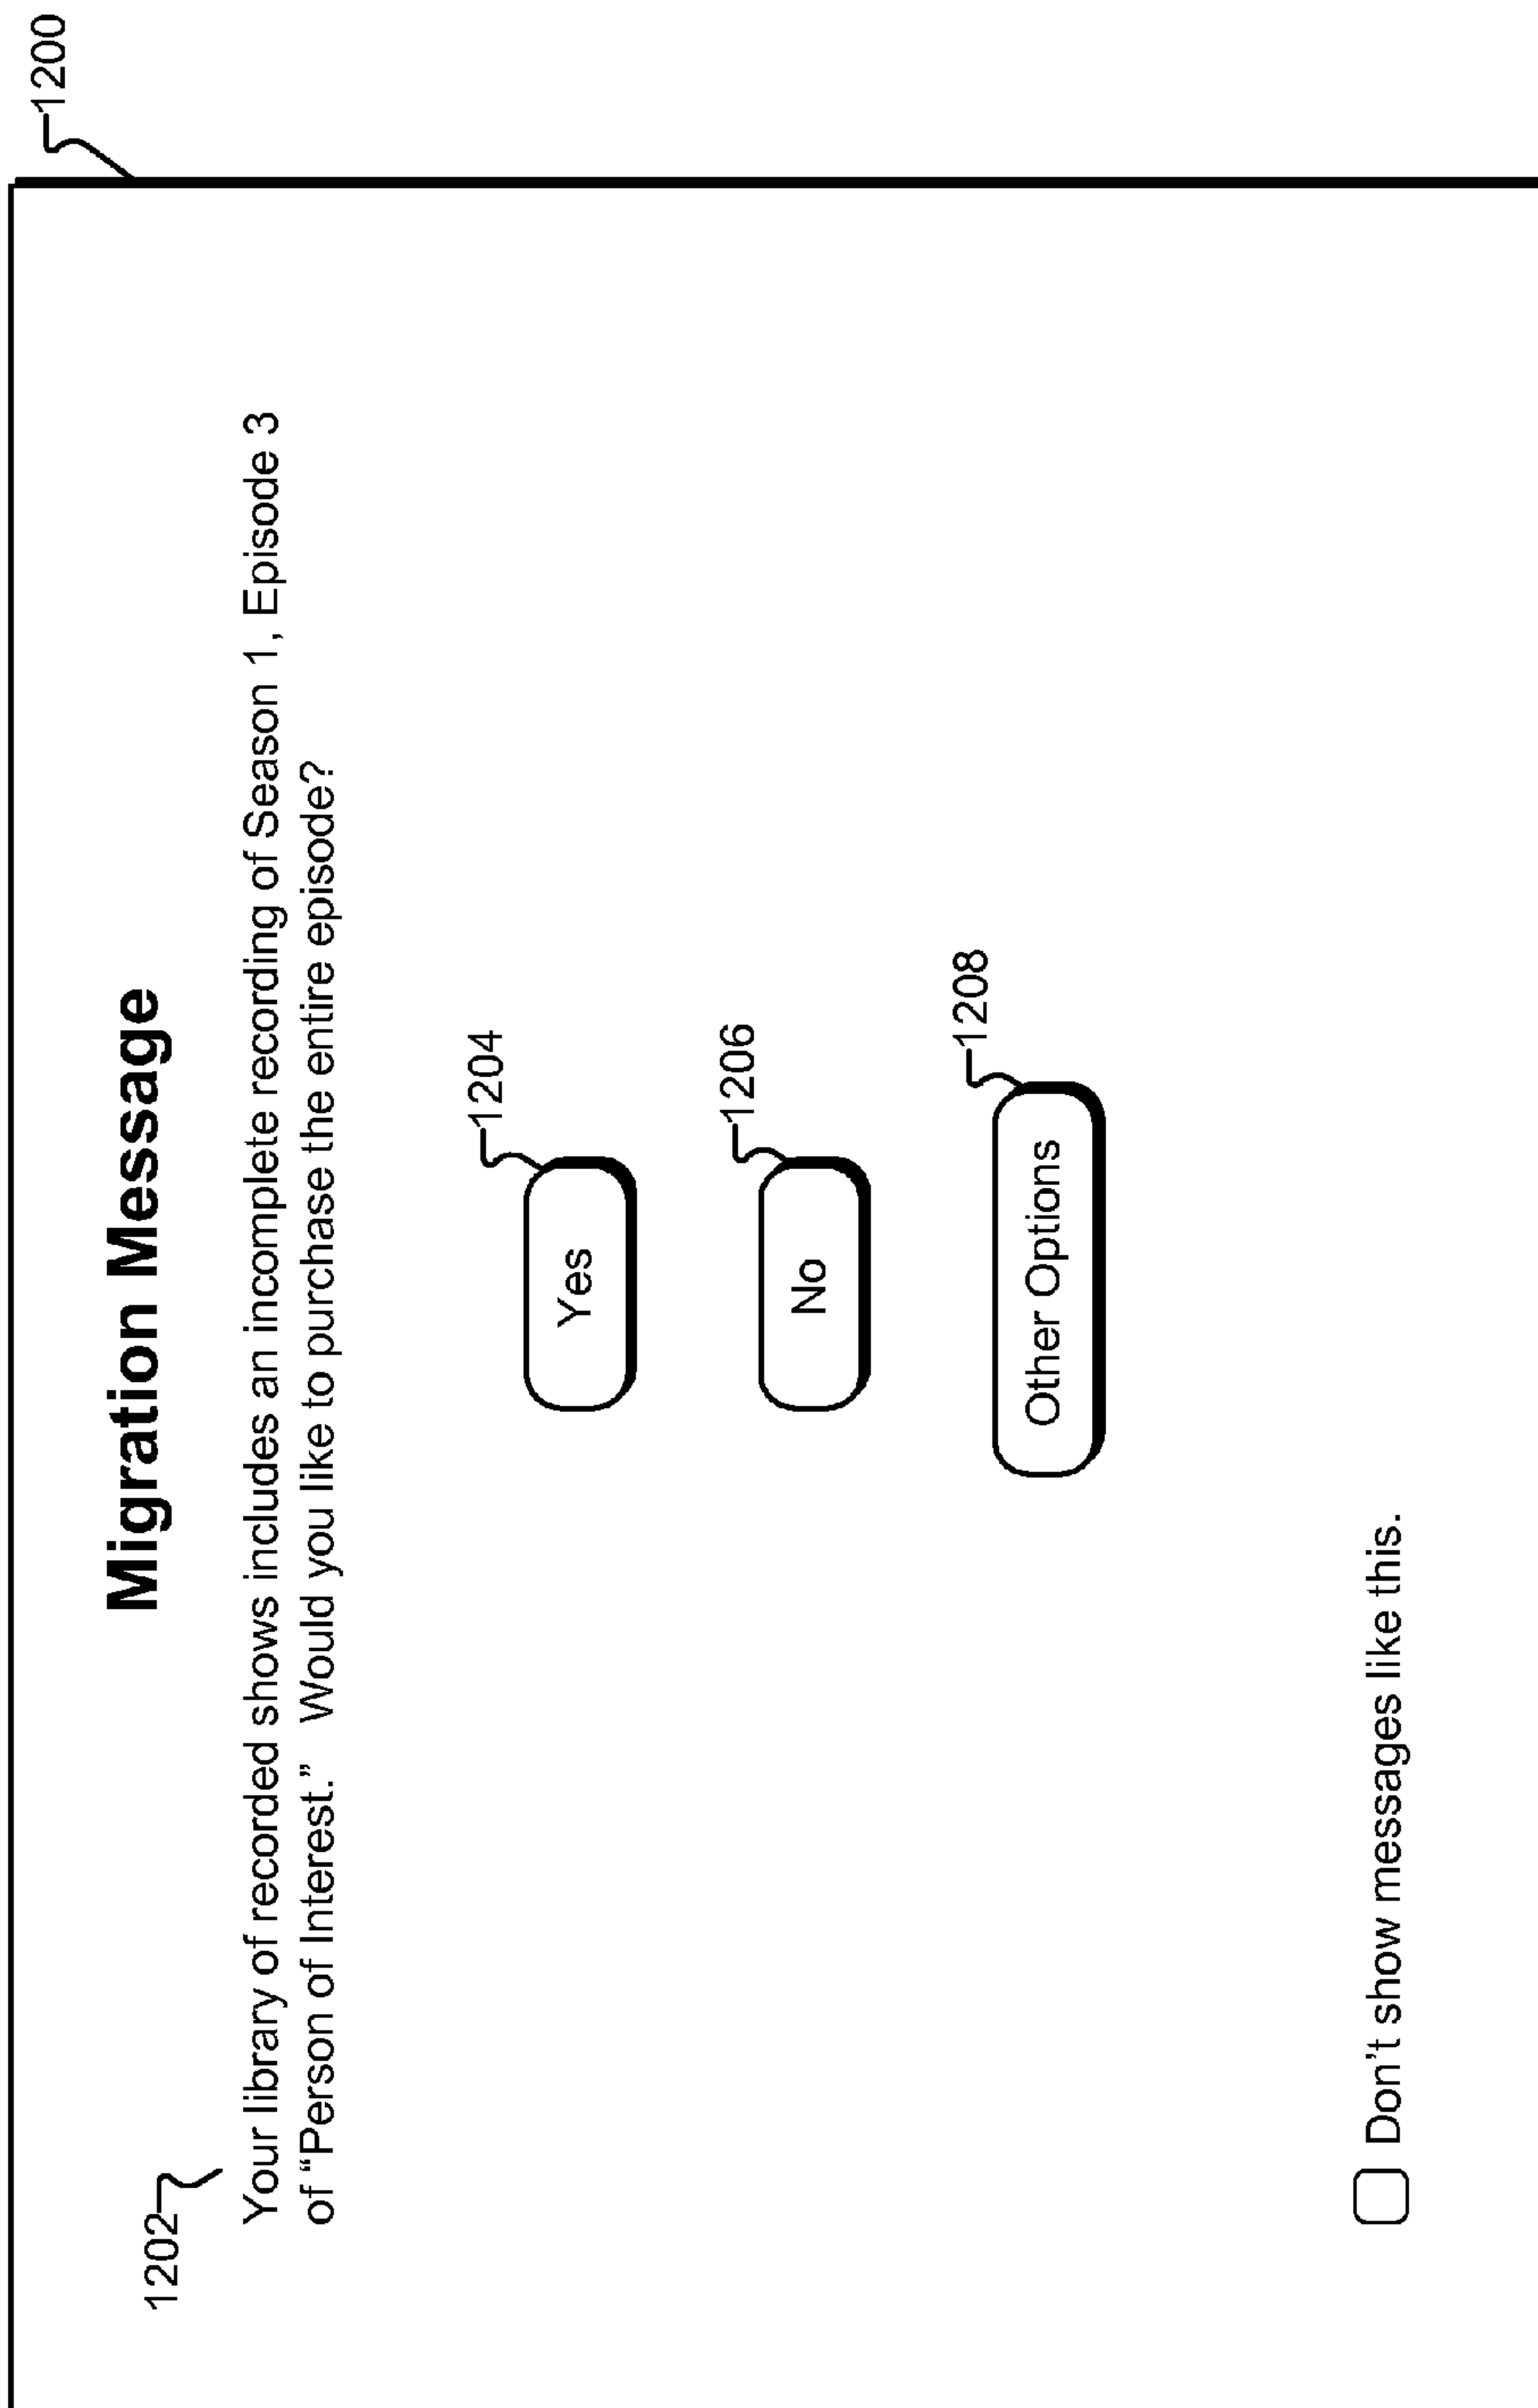 1200
Migration Message
1202
Your library of recorded shows includes an incomplete recording of Season 1, Episode 3
of “Person of Interest.”  Would you like to purchase the entire episode?
1204
Yes
1206
No
1208
Other Options
Don’t show messages like this.